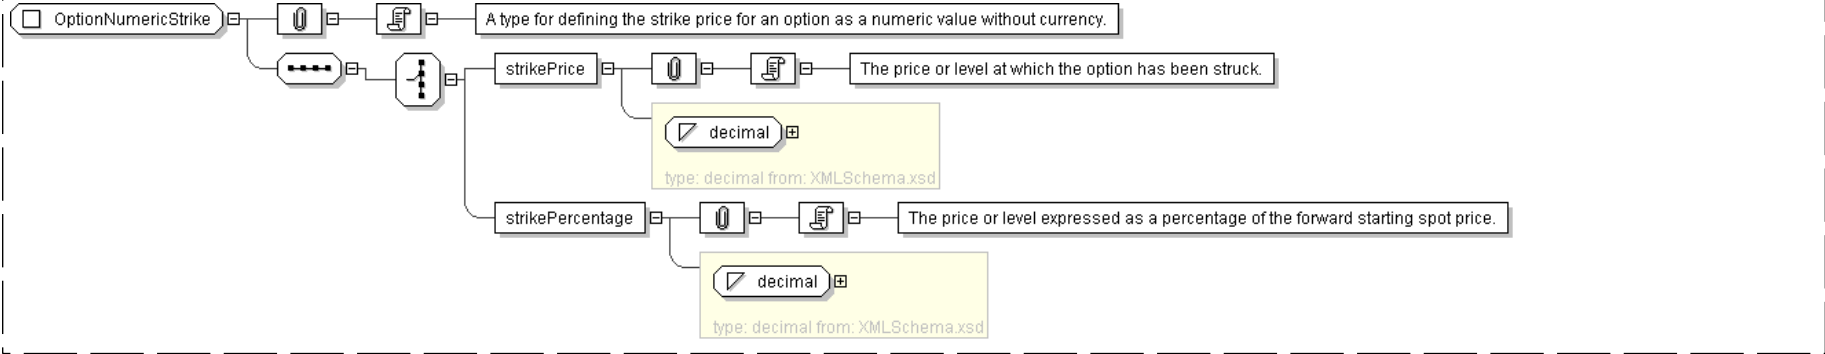 OptionNumericStrike
A type for defining the strike price for an option as a numeric value without currency.
strikePrice
The price or level at which the option has been struck.
decimal
type: decimal from: XMLSchema.xsd
strikePercentage
The price or level expressed as a percentage of the forward starting spot price.
decimal
type: decimal from: XMLSchema.xsd